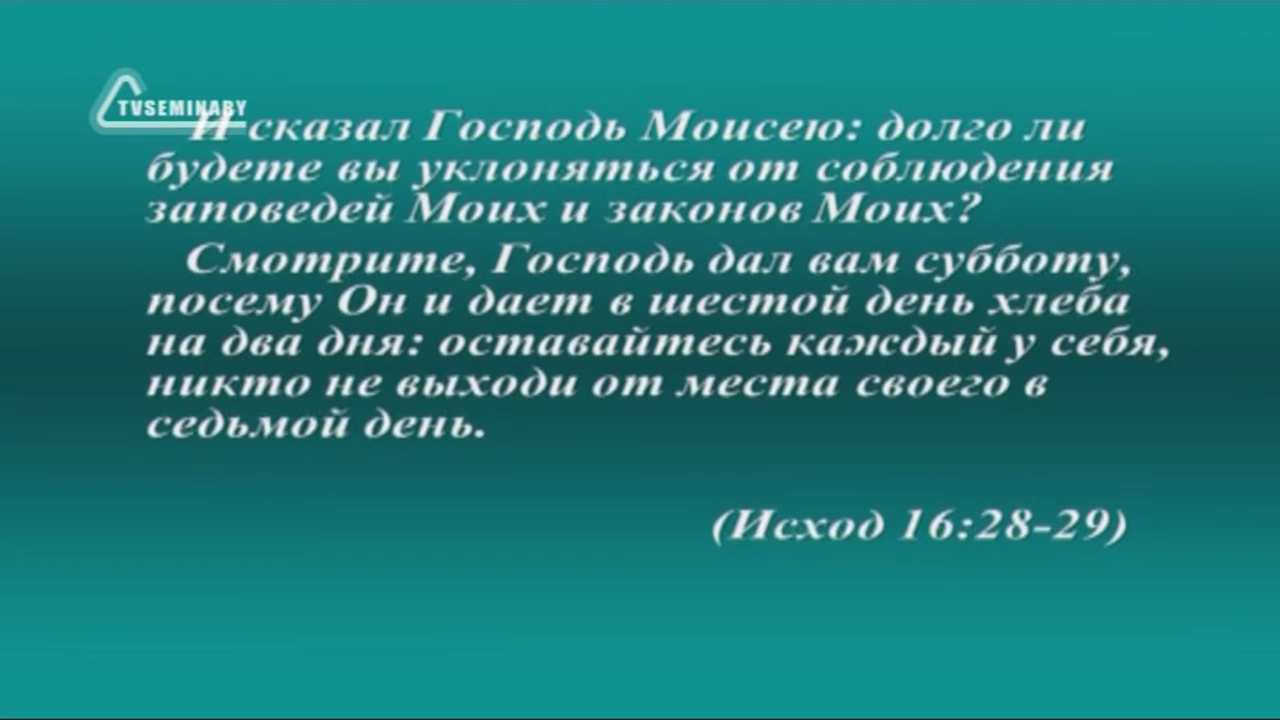 TVSEMINARY
И сказал Господь Моисею: долго ли
будете вы уклоняться от соблюдения
заповедей Моих и законов Моих?
Смотрите, Господь дал вам субботу,
посему Он и дает в шестой день хлеба
на два дня: оставайтесь каждый у себя,
никто не выходи от места своего в
седьмой день.
(Исход 16:28-29)